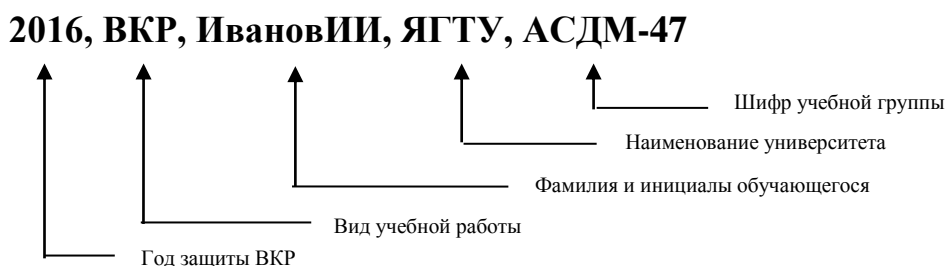 2016, ВКР, ИвановИИ, ЯГТУ, АСДМ-47
Шифр учебной группы
Наименование университета
Фамилия и инициалы обучающегося
Вид учебной работы
Год защиты ВКР